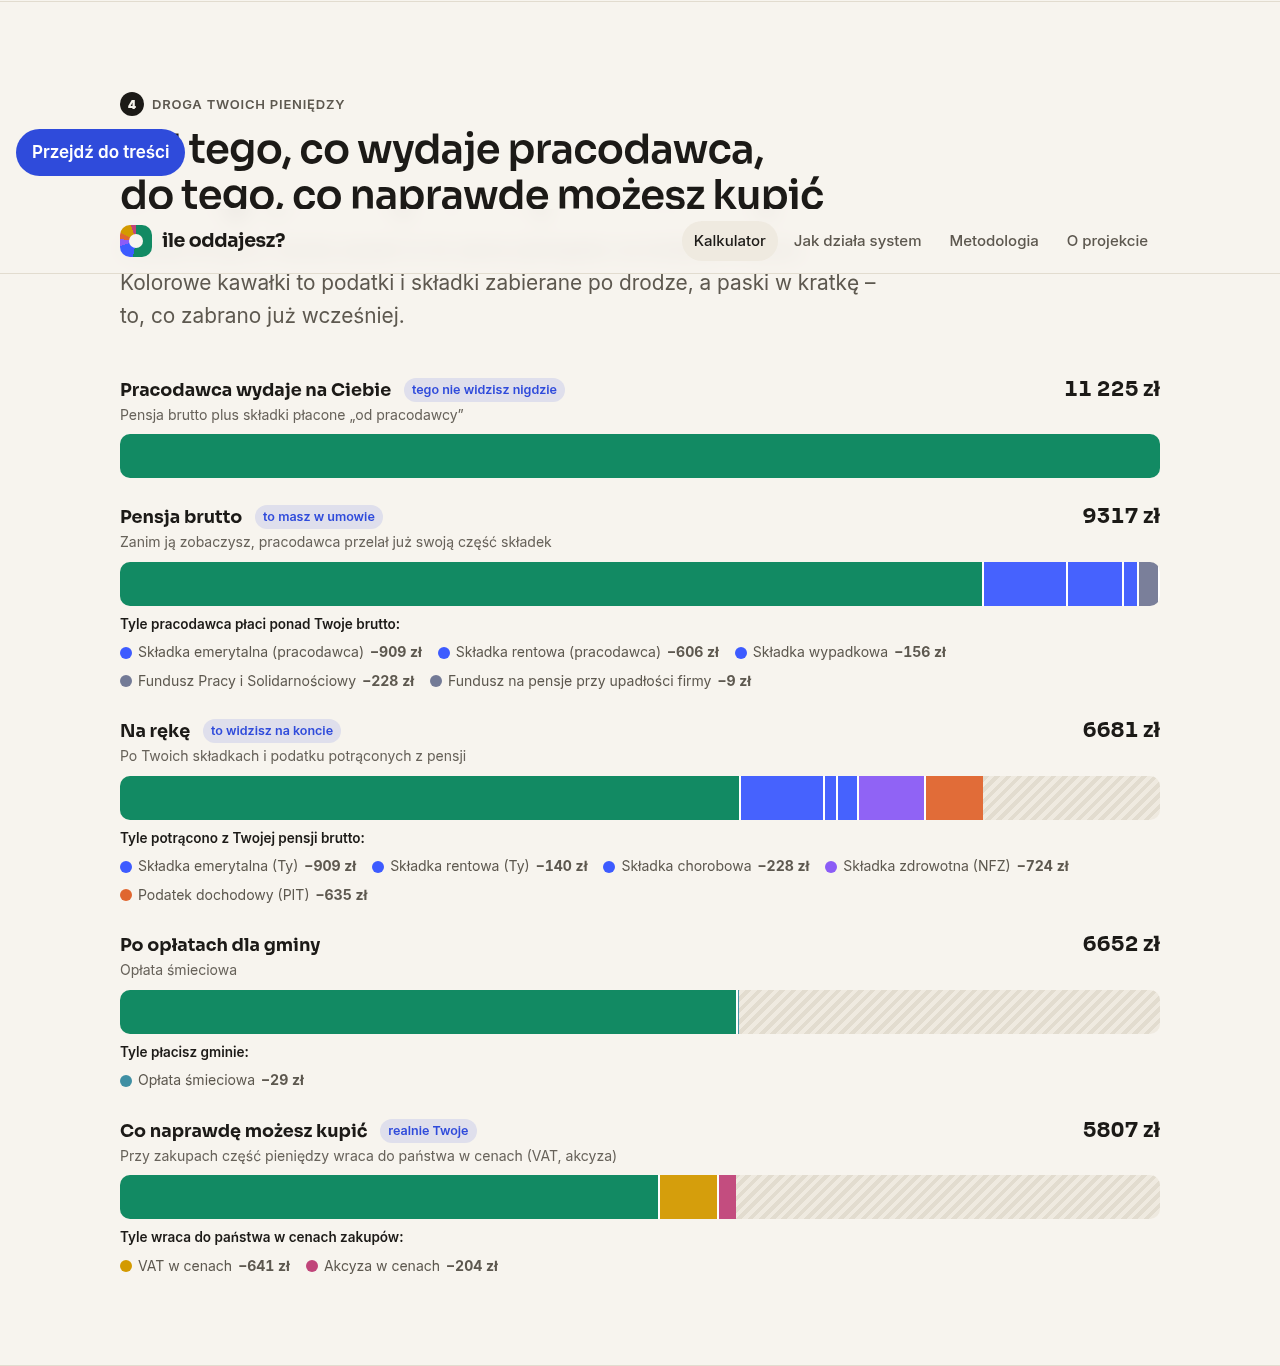 4 DROGA TWOICH PIENIĘDZY
Przejdź do treści
tego, co wydaje pracodawca,
do tego, co naprawdę możesz kupić
ile oddajesz?
Kalkulator Jak działa system Metodologia O projekcie
Kolorowe kawałki to podatki i składki zabierane po drodze, a paski w kratkę –
to, co zabrano już wcześniej.
Pracodawca wydaje na Ciebie tego nie widzisz nigdzie 11 225 zł
Pensja brutto plus składki płacone „od pracodawcy”
Pensja brutto to masz w umowie 9317 zł
Zanim ją zobaczysz, pracodawca przelał już swoją część składek
Tyle pracodawca płaci ponad Twoje brutto:
Składka emerytalna (pracodawca) −909 zł Składka rentowa (pracodawca) −606 zł Składka wypadkowa −156 zł
Fundusz Pracy i Solidarnościowy −228 zł Fundusz na pensje przy upadłości firmy −9 zł
Na rękę to widzisz na koncie 6681 zł
Po Twoich składkach i podatku potrąconych z pensji
Tyle potrącono z Twojej pensji brutto:
Składka emerytalna (Ty) −909 zł Składka rentowa (Ty) −140 zł Składka chorobowa −228 zł Składka zdrowotna (NFZ) −724 zł
Podatek dochodowy (PIT) −635 zł
Po opłatach dla gminy 6652 zł
Opłata śmieciowa
Tyle płacisz gminie:
Opłata śmieciowa −29 zł
Co naprawdę możesz kupić realnie Twoje 5807 zł
Przy zakupach część pieniędzy wraca do państwa w cenach (VAT, akcyza)
Tyle wraca do państwa w cenach zakupów:
VAT w cenach −641 zł Akcyza w cenach −204 zł